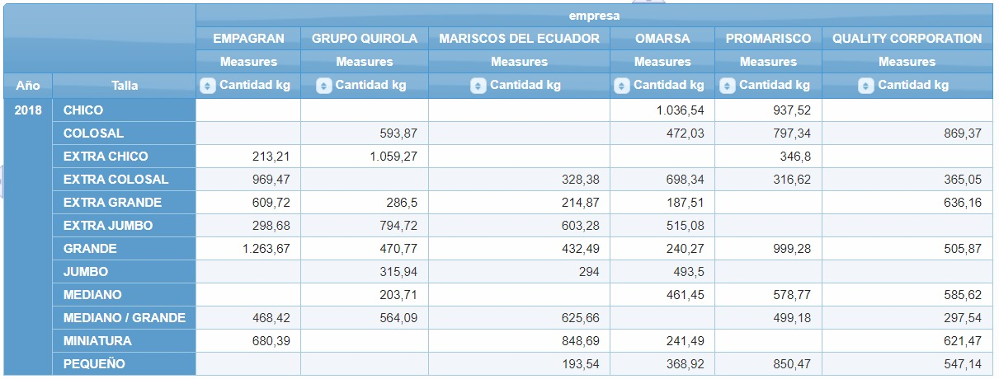 empresa
EMPAGRAN GRUPO QUIROLA MARISCOS DEL ECUADOR OMARSA PROMARISCO QUALITY CORPORATION
Measures Measures Measures Measures Measures Measures
Año Talla Cantidad kg Cantidad kg Cantidad kg Cantidad kg Cantidad kg Cantidad kg
2018 CHICO 1.036,54 937,52
COLOSAL 593,87 472,03 797,34 869,37
EXTRA CHICO 213,21 1.059,27 346,8
EXTRA COLOSAL 969,47 328,38 698,34 316,62 365,05
EXTRA GRANDE 609,72 286,5 214,87 187,51 636,16
EXTRA JUMBO 298,68 794,72 603,28 515,08
GRANDE 1.263,67 470,77 432,49 240,27 999,28 505,87
JUMBO 315,94 294 493,5
MEDIANO 203,71 461,45 578,77 585,62
MEDIANO / GRANDE 468,42 564,09 625,66 499,18 297,54
MINIATURA 680,39 848,69 241,49 621,47
PEQUEÑO 193,54 368,92 850,47 547,14